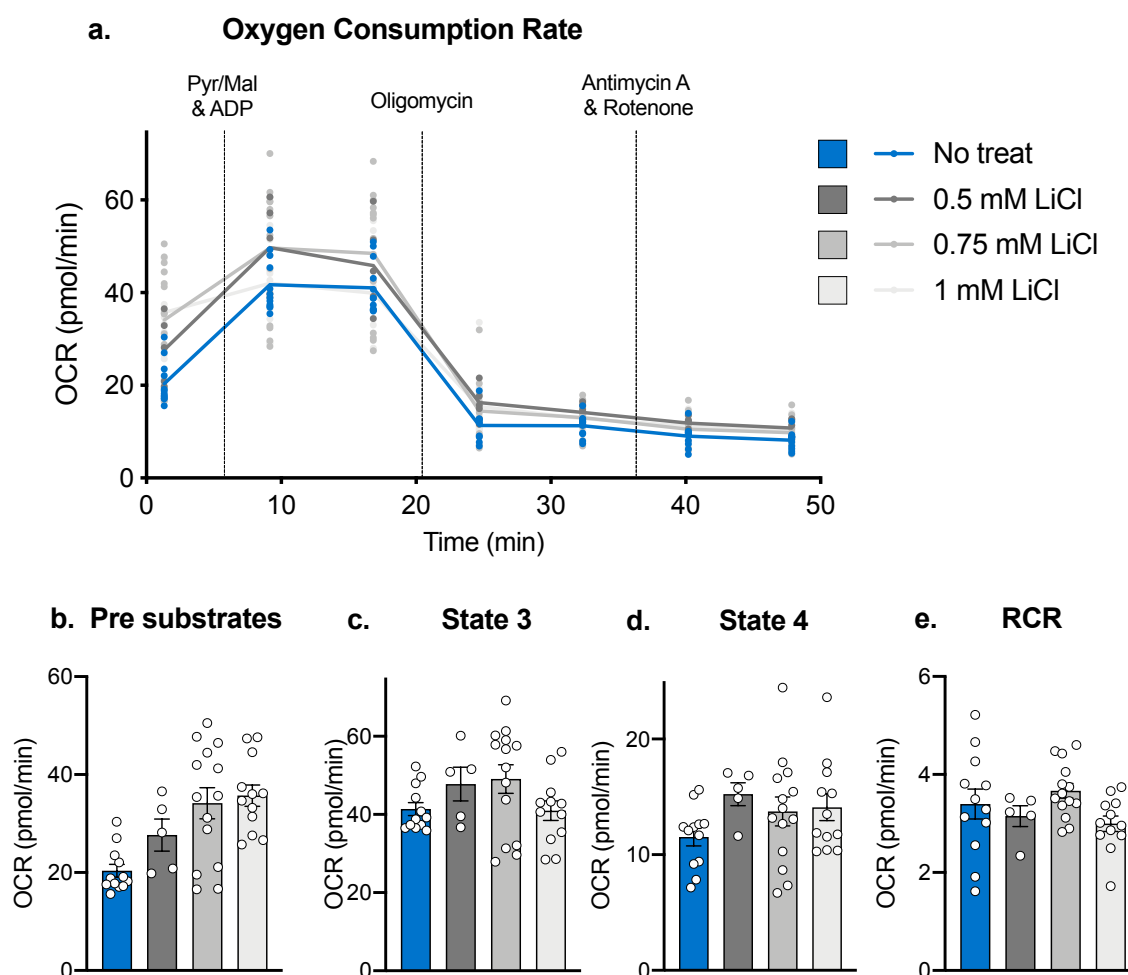 a. Oxygen Consumption Rate
Pyr/Mal
& ADP
Oligomycin
Antimycin A
& Rotenone
OCR (pmol/min)
60
40
20
0
0 10 20 30 40 50
Time (min)
No treat
0.5 mM LiCl
0.75 mM LiCl
1 mM LiCl
b. Pre substrates
OCR (pmol/min)
60
40
20
0
c. State 3
OCR (pmol/min)
60
40
20
0
d. State 4
OCR (pmol/min)
20
10
0
e. RCR
OCR (pmol/min)
6
4
2
0